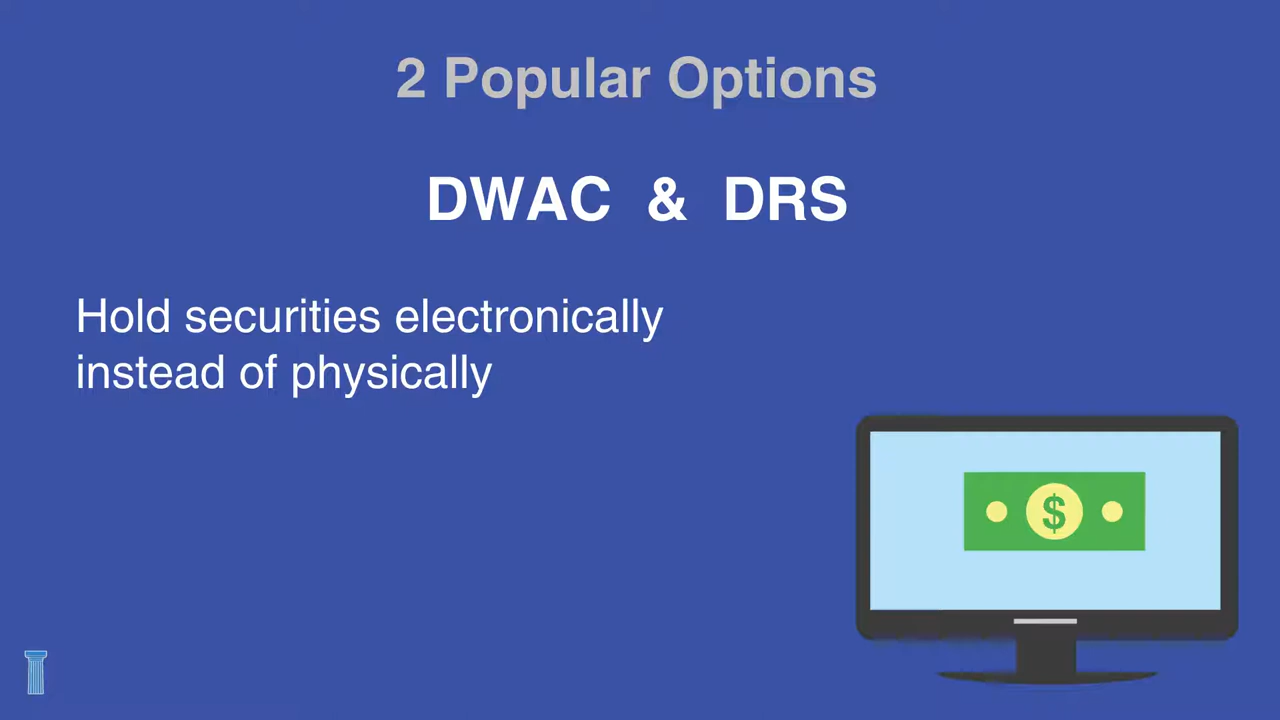 2 Popular Options
DWAC & DRS
Hold securities electronically
instead of physically
$